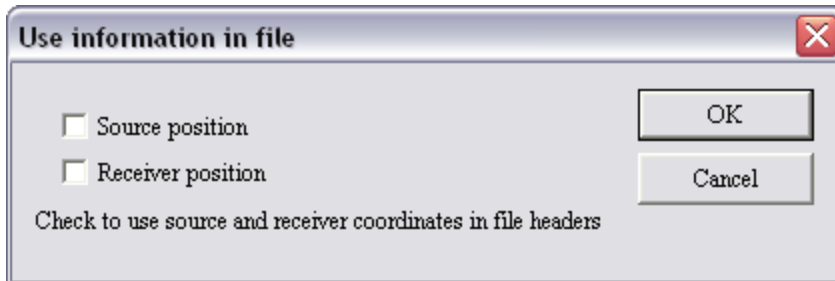 Use information in file
Source position
OK
Receiver position
Cancel
Check to use source and receiver coordinates in file headers